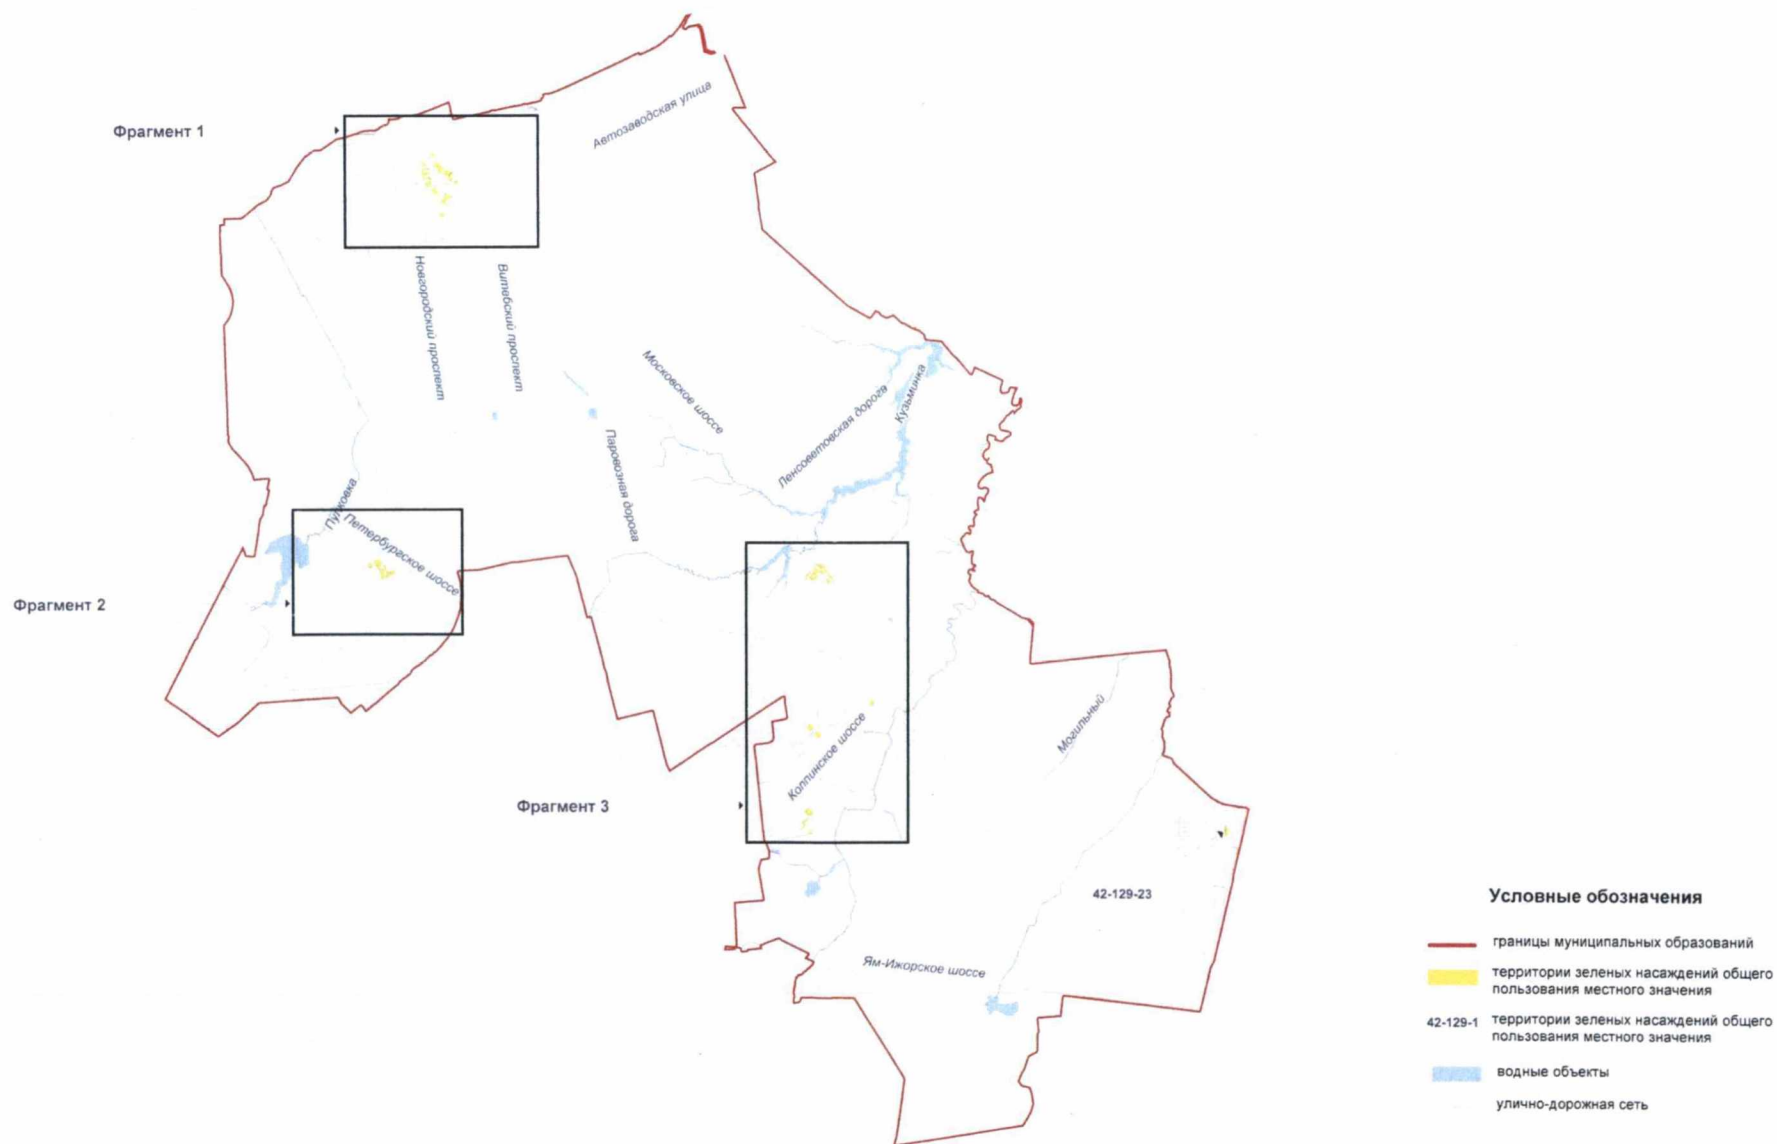 Автозаводская улица
Фрагмент 1
Новгородский проспект
Витебский проспект
Московское шоссе
Ленсоветовская дорога
Кузьминка
Паровозная дорога
Пулковка
Петербургское шоссе
Фрагмент 2
Могильный
Колпинское шоссе
Фрагмент 3
42-129-23
Ям-Ижорское шоссе
Условные обозначения
границы муниципальных образований
территории зеленых насаждений общего
пользования местного значения
42-129-1 территории зеленых насаждений общего
пользования местного значения
водные объекты
улично-дорожная сеть